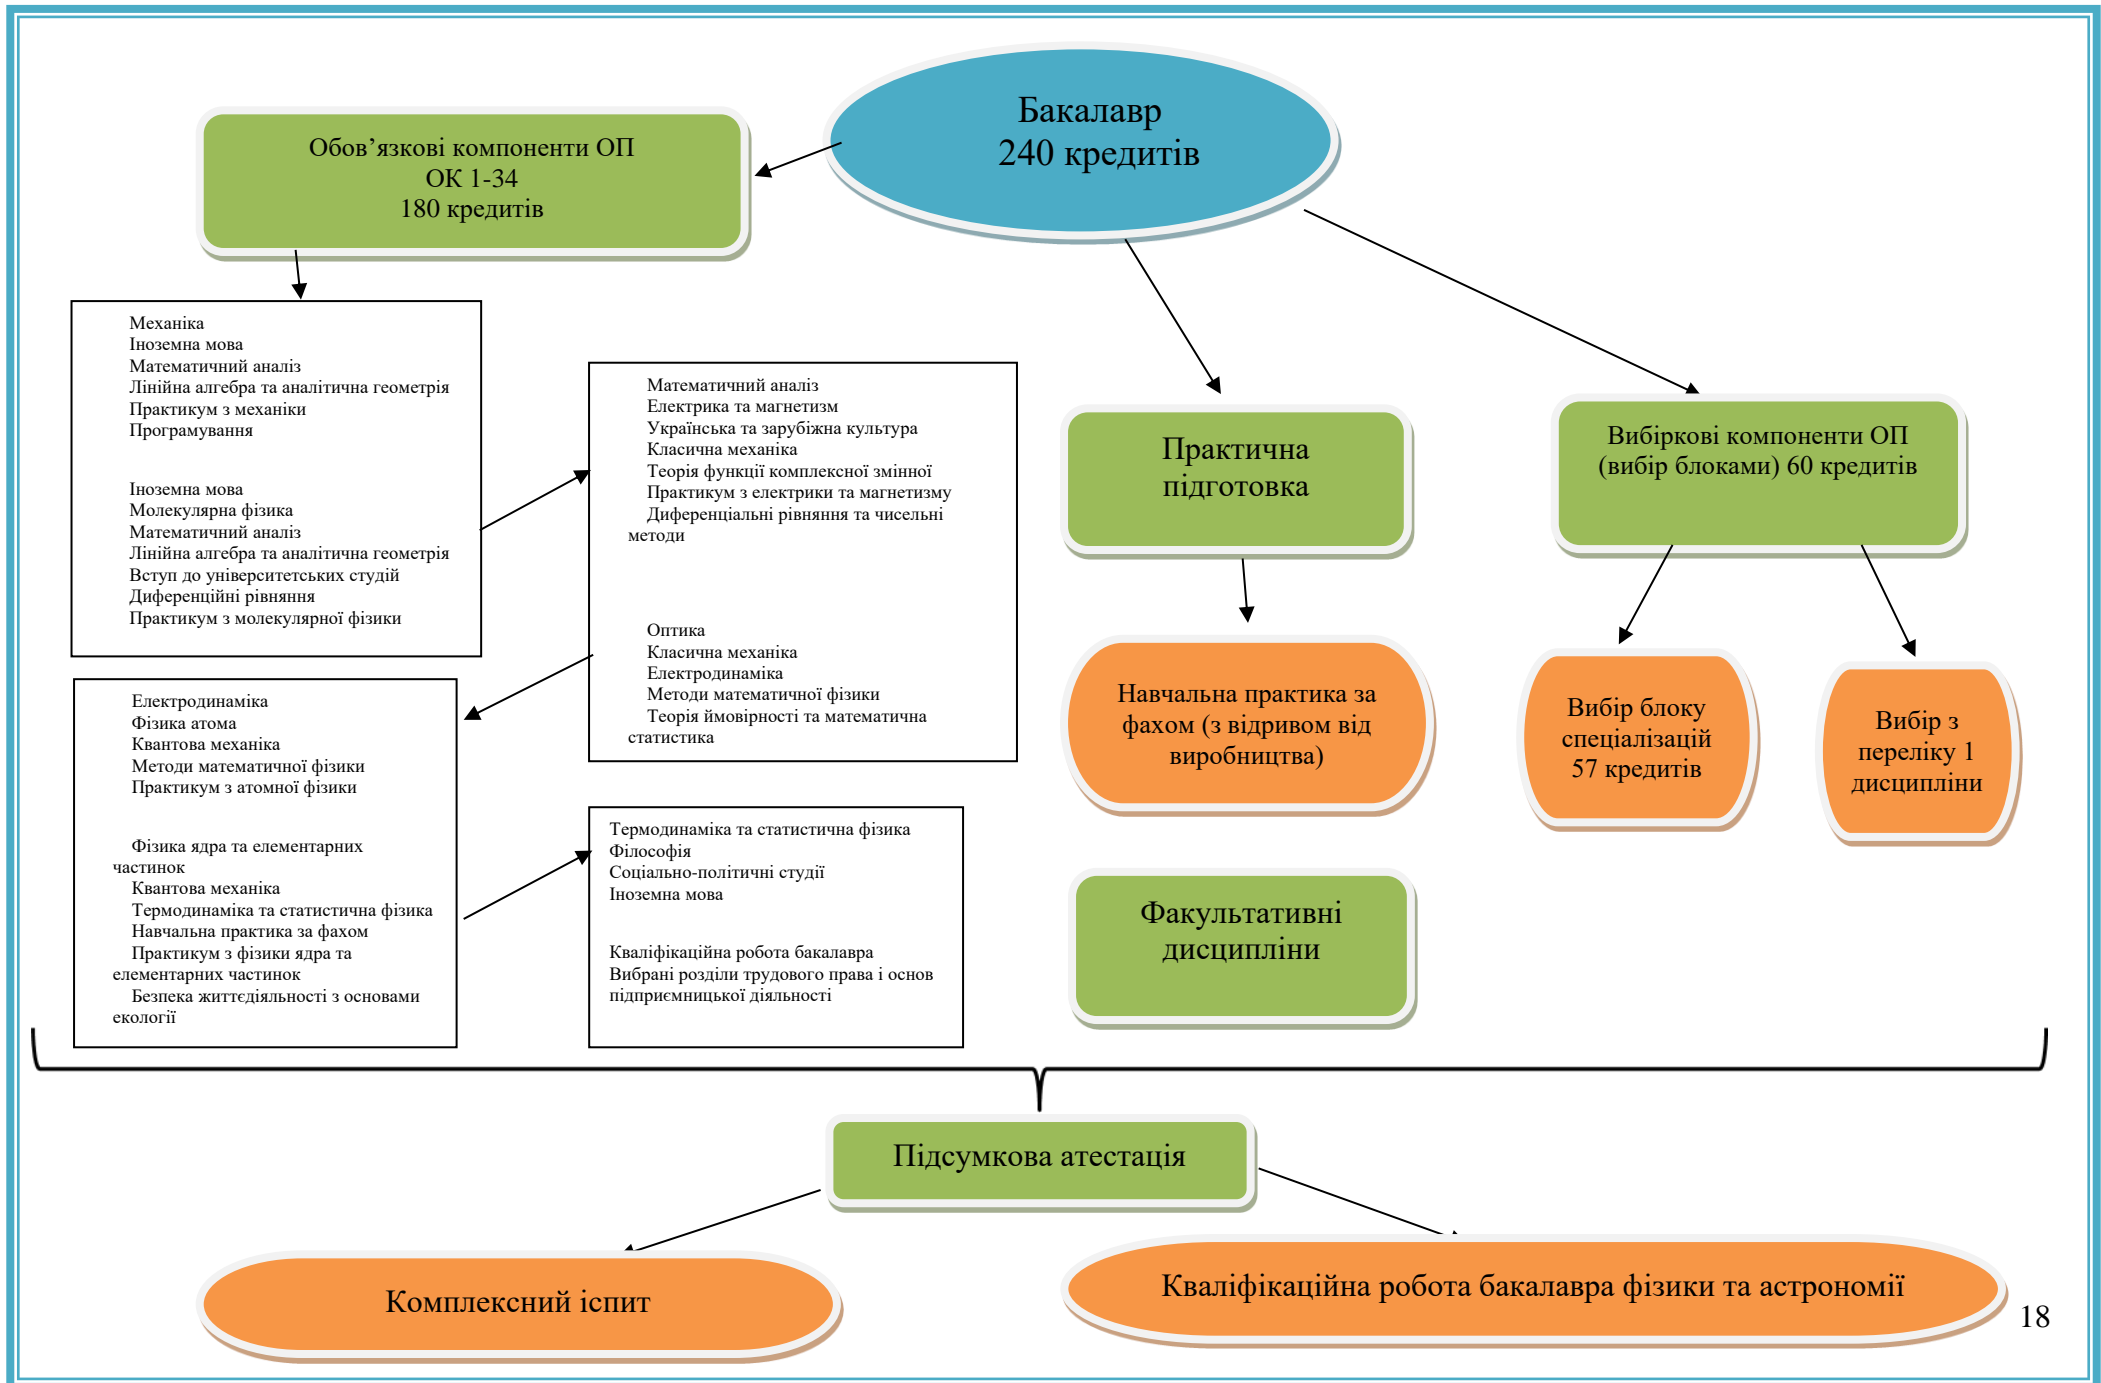 Бакалавр
240 кредитів
Обов’язкові компоненти ОП
ОК 1-34
180 кредитів
Механіка
Іноземна мова
Математичний аналіз
Лінійна алгебра та аналітична геометрія
Практикум з механіки
Програмування
Іноземна мова
Молекулярна фізика
Математичний аналіз
Лінійна алгебра та аналітична геометрія
Вступ до університетських студій
Диференційні рівняння
Практикум з молекулярної фізики
Математичний аналіз
Електрика та магнетизм
Українська та зарубіжна культура
Класична механіка
Теорія функції комплексної змінної
Практикум з електрики та магнетизму
Диференціальні рівняння та чисельні
методи
Оптика
Класична механіка
Електродинаміка
Методи математичної фізики
Теорія ймовірності та математична
статистика
Електродинаміка
Фізика атома
Квантова механіка
Методи математичної фізики
Практикум з атомної фізики
Фізика ядра та елементарних
частинок
Квантова механіка
Термодинаміка та статистична фізика
Навчальна практика за фахом
Практикум з фізики ядра та
елементарних частинок
Безпека життєдіяльності з основами
екології
Термодинаміка та статистична фізика
Філософія
Соціально-політичні студії
Іноземна мова
Кваліфікаційна робота бакалавра
Вибрані розділи трудового права і основ
підприємницької діяльності
Практична
підготовка
Навчальна практика за
фахом (з відривом від
виробництва)
Факультативні
дисципліни
Вибіркові компоненти ОП
(вибір блоками) 60 кредитів
Вибір блоку
спеціалізацій
57 кредитів
Вибір з
переліку 1
дисципліни
Підсумкова атестація
Комплексний іспит
Кваліфікаційна робота бакалавра фізики та астрономії
18